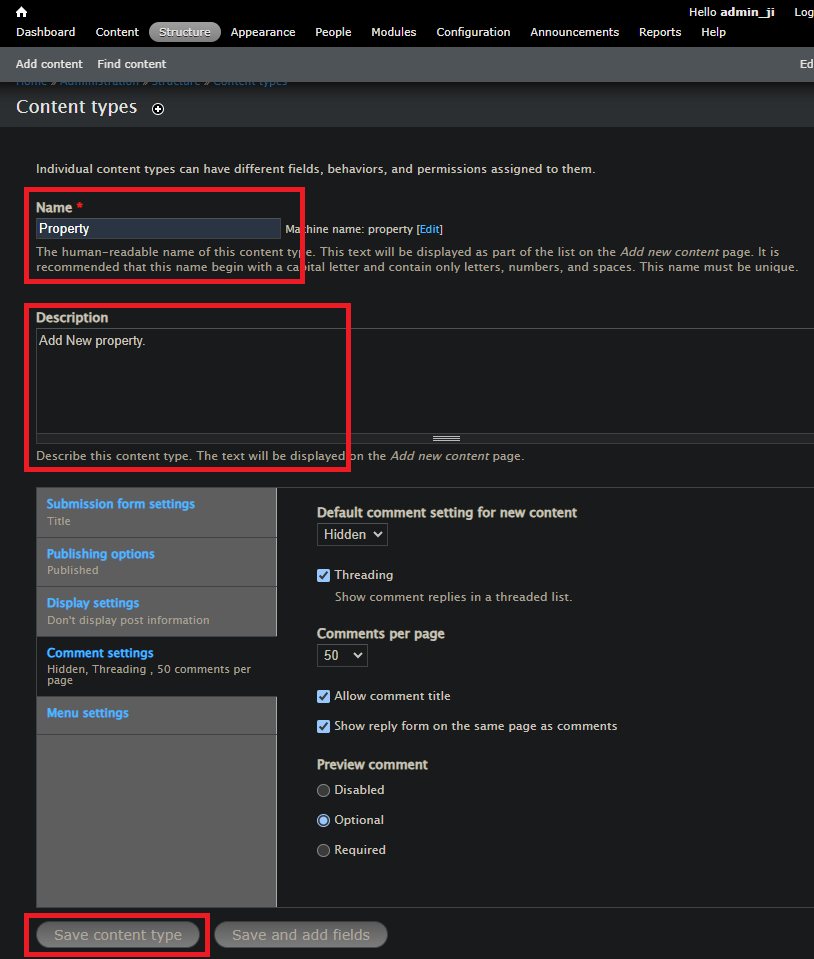 Hello admin_ji Log
Dashboard Content Structure Appearance People Modules Configuration Announcements Reports Help
Add content Find content Ed
Home » Administration » Structure » Content types
Content types
Individual content types can have different fields, behaviors, and permissions assigned to them.
Name *
Property Machine name: property [Edit]
The human-readable name of this content type. This text will be displayed as part of the list on the Add new content page. It is
recommended that this name begin with a capital letter and contain only letters, numbers, and spaces. This name must be unique.
Description
Add New property.
Describe this content type. The text will be displayed on the Add new content page.
Submission form settings
Title
Publishing options
Published
Display settings
Don't display post information
Comment settings
Hidden, Threading , 50 comments per
page
Menu settings
Default comment setting for new content
Hidden
Threading
Show comment replies in a threaded list.
Comments per page
50
Allow comment title
Show reply form on the same page as comments
Preview comment
Disabled
Optional
Required
Save content type Save and add fields